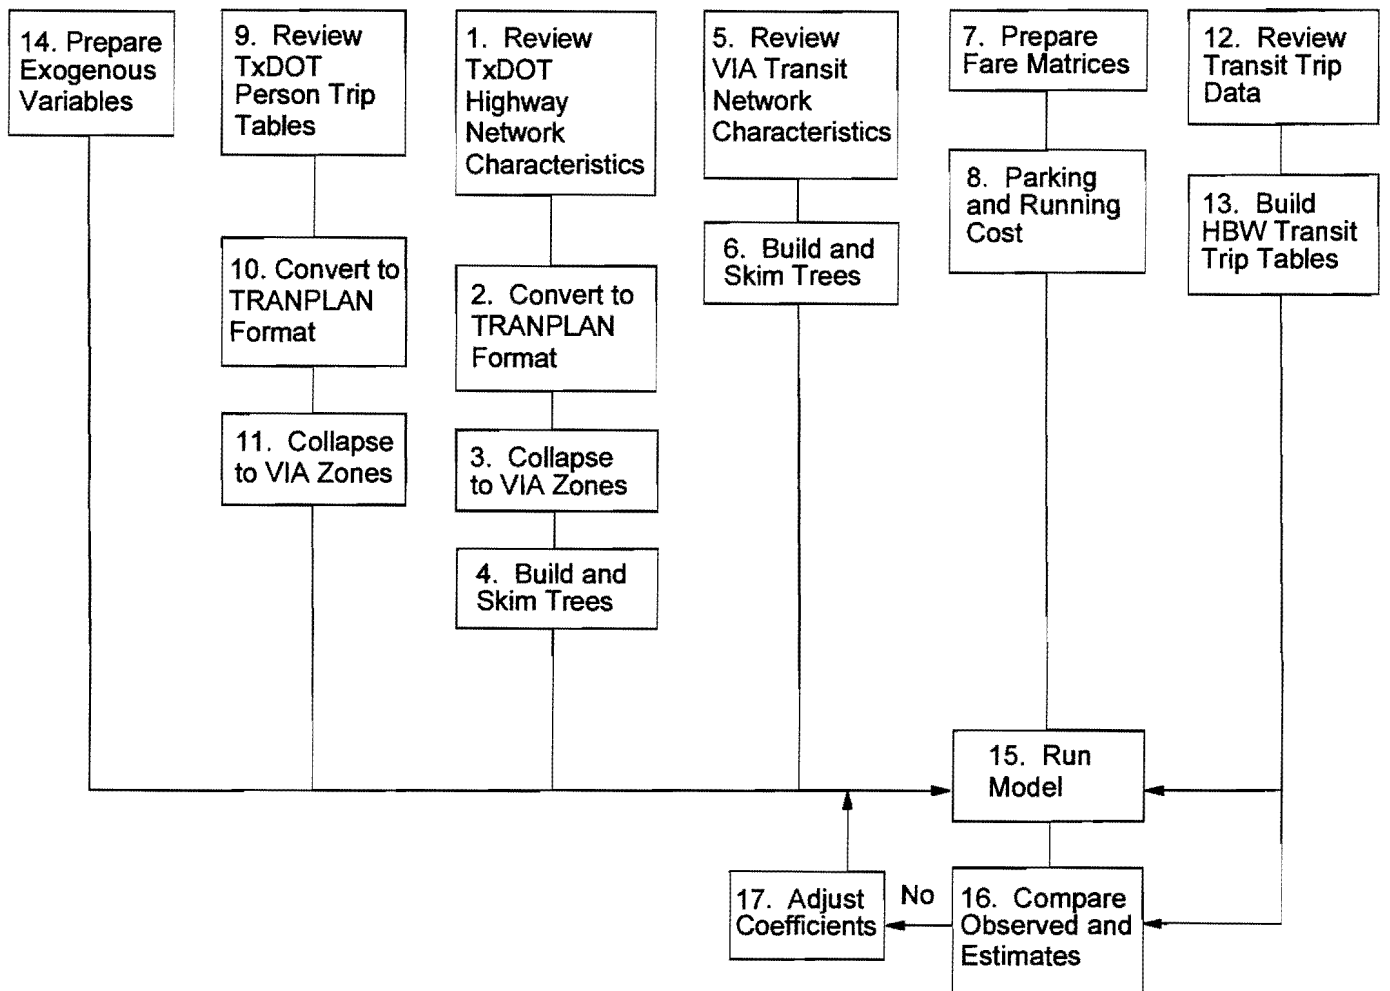 14. Prepare
Exogenous
Variables
9. Review
TxDOT
Person Trip
Tables
1. Review
TxDOT
Highway
Network
Characteristics
5. Review
VIA Transit
Network
Characteristics
7. Prepare
Fare Matrices
12. Review
Transit Trip
Data
8. Parking
and Running
Cost
13. Build
HBW Transit
Trip Tables
6. Build and
Skim Trees
10. Convert to
TRANPLAN
Format
2. Convert to
TRANPLAN
Format
11. Collapse
to VIA Zones
3. Collapse
to VIA Zones
4. Build and
Skim Trees
15. Run
Model
17. Adjust
Coefficients
No
16. Compare
Observed and
Estimates